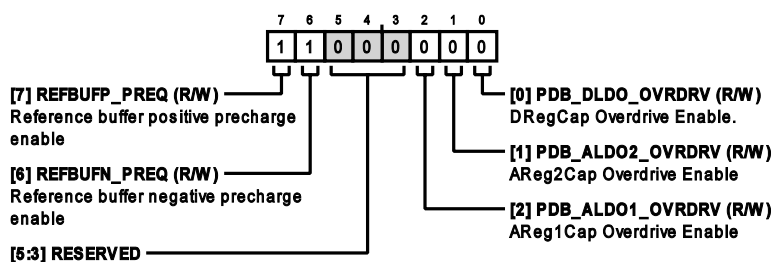 7 6 5 4 3 2 1 0
1 1 0 0 0 0 0 0
[7] REFBUFP_PREQ (R/W)
Reference buffer positive precharge
enable
[6] REFBUFN_PREQ (R/W)
Reference buffer negative precharge
enable
[5:3] RESERVED
[0] PDB_DLDO_OVRDRV (R/W)
DRegCap Overdrive Enable.
[1] PDB_ALDO2_OVRDRV (R/W)
AReg2Cap Overdrive Enable
[2] PDB_ALDO1_OVRDRV (R/W)
AReg1Cap Overdrive Enable